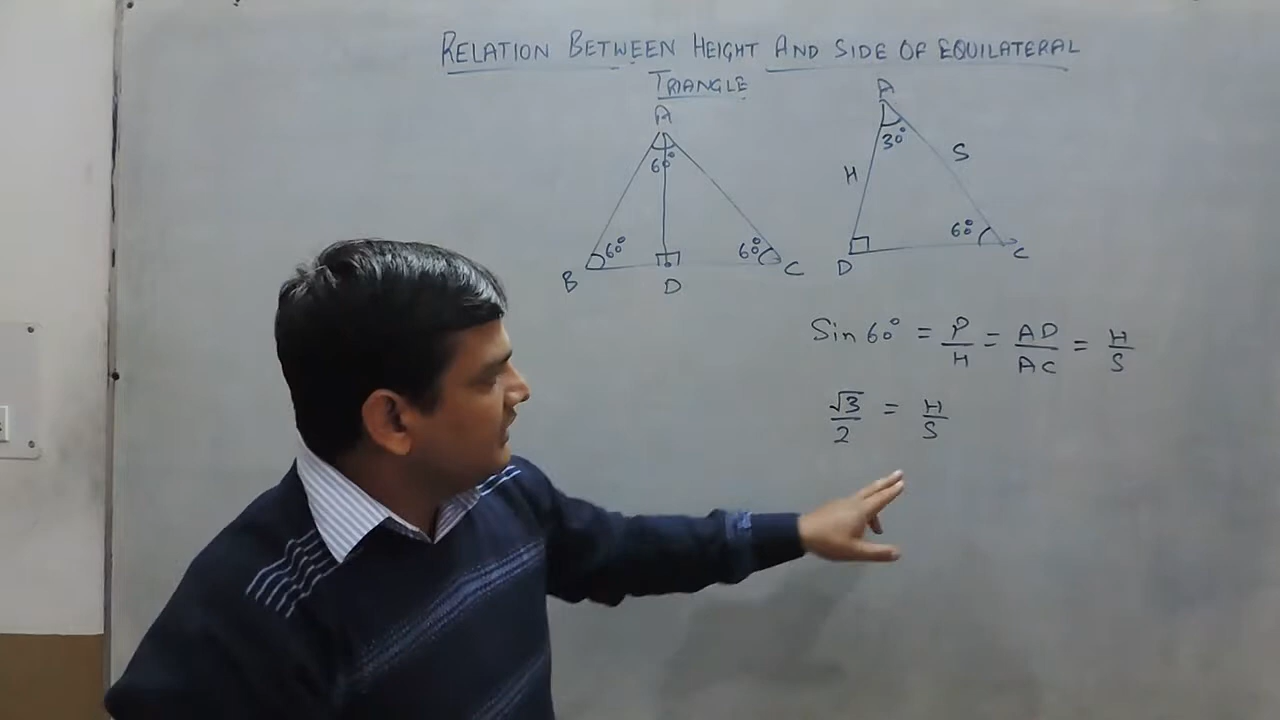 RELATION BETWEEN HEIGHT AND SIDE OF EQUILATERAL
TRIANGLE
A
60°
60°
60°
B
D
C
A
30°
H
S
60°
D
C
Sin 60° = P/H = AD/AC = H/S
√3/2 = H/S